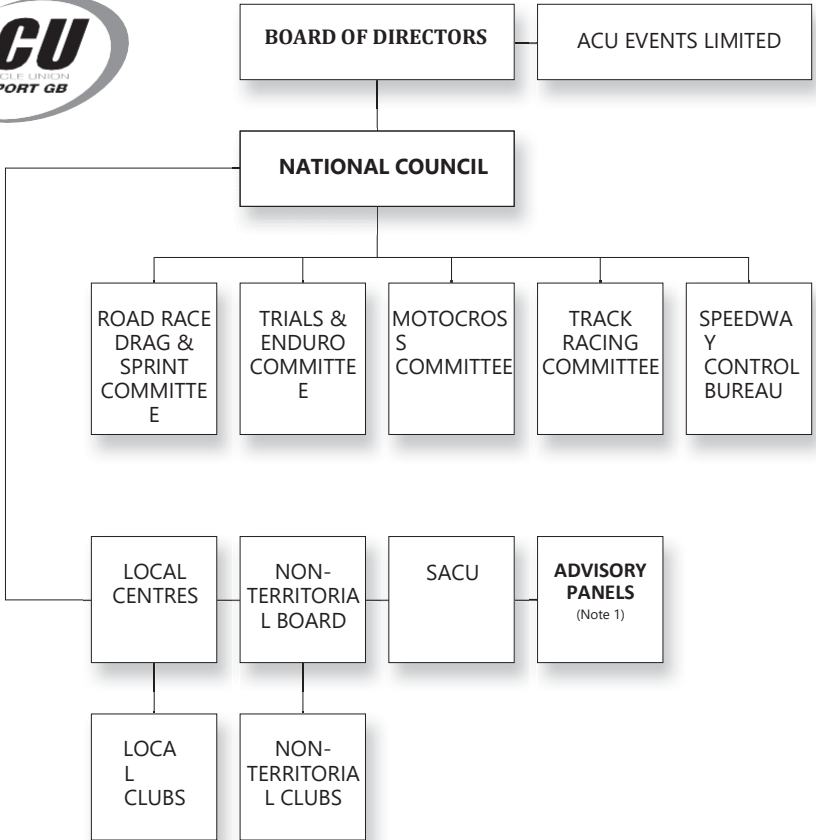 CU
CLE UNION
PORT GB
BOARD OF DIRECTORS
ACU EVENTS LIMITED
NATIONAL COUNCIL
ROAD RACE
DRAG &
SPRINT
COMMITTE
E
TRIALS &
ENDURO
COMMITTE
E
MOTOCROS
S
COMMITTEE
TRACK
RACING
COMMITTEE
SPEEDWA
Y
CONTROL
BUREAU
LOCAL
CENTRES
NON-
TERRITORIA
L BOARD
SACU
ADVISORY
PANELS
(Note 1)
LOCA
L
CLUBS
NON-
TERRITORIA
L CLUBS